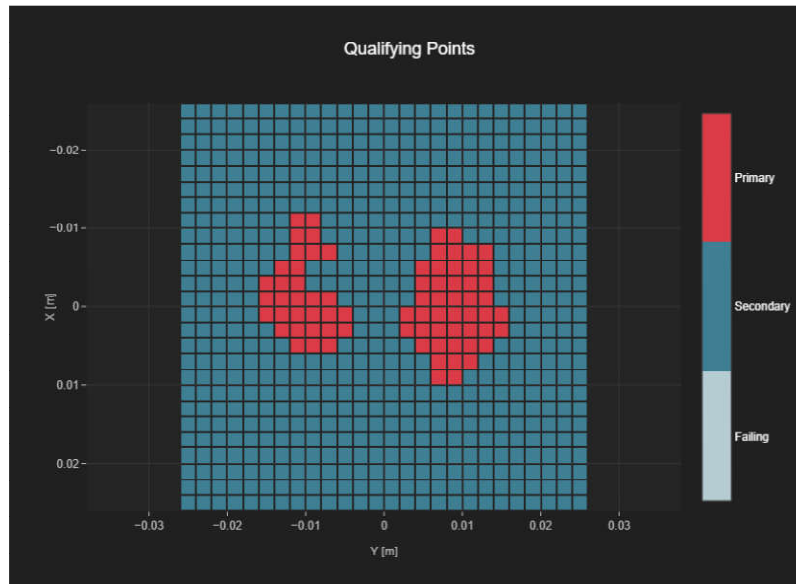 Qualifying Points
−0.02
−0.01
0
0.01
0.02
X [m]
−0.03
−0.02
−0.01
0
0.01
0.02
0.03
Y [m]
Primary
Secondary
Failing